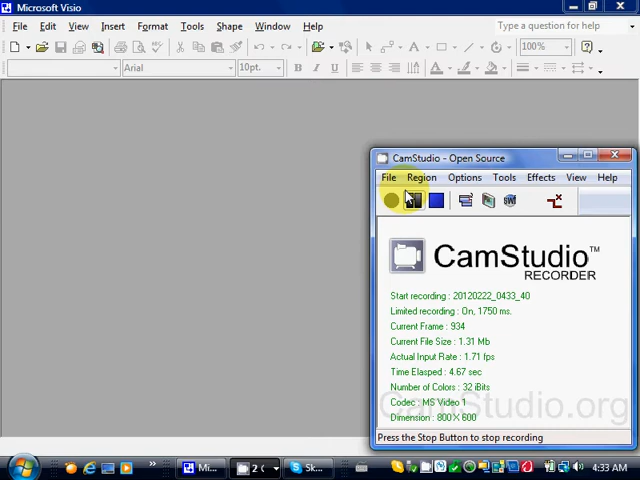 Microsoft Visio
File Edit View Insert Format Tools Shape Window Help
Type a question for help
100%
Arial
10pt.
B I U
A
CamStudio - Open Source
File Region Options Tools Effects View Help
CamStudio™
RECORDER
Start recording : 20120222_0433_40
Limited recording : On, 1750 ms.
Current Frame : 934
Current File Size : 1.31 Mb
Actual Input Rate : 1.71 fps
Time Elasped : 4.67 sec
Number of Colors : 32 iBits
Codec : MS Video 1
Dimension : 800 X 600
CamStudio.org
Press the Stop Button to stop recording
Mi...
2 (
Sk...
4:33 AM